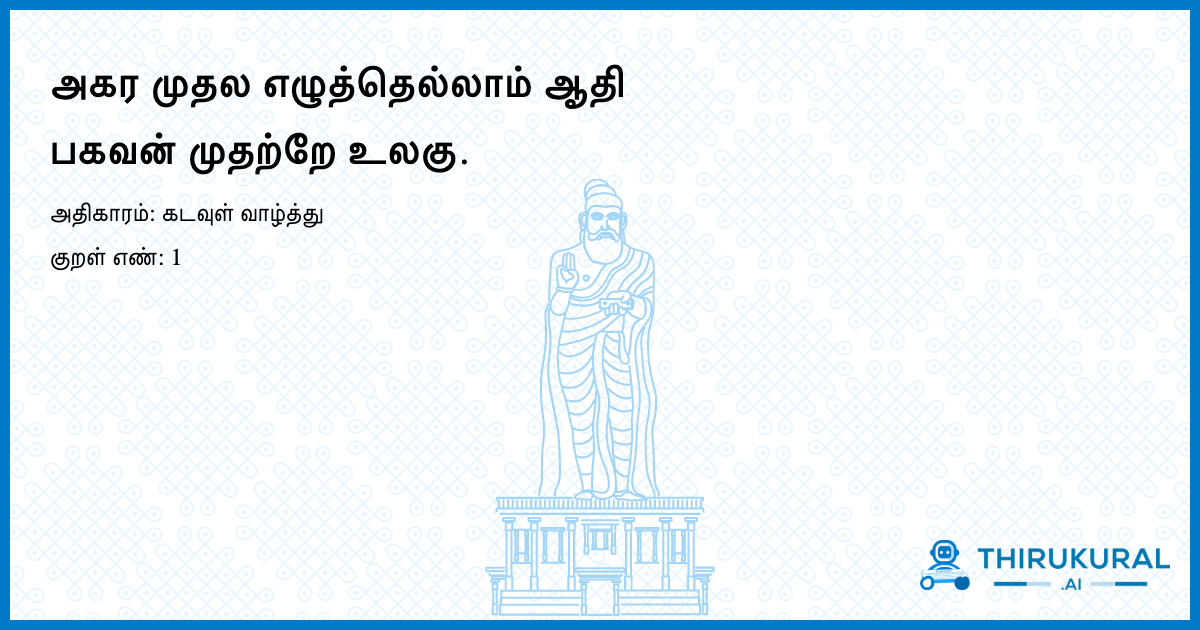 அகர முதல எழுத்தெல்லாம் ஆதி
பகவன் முதற்றே உலகு.
அதிகாரம்: கடவுள் வாழ்த்து
குறள் எண்: 1
THIRUKURAL
.AI